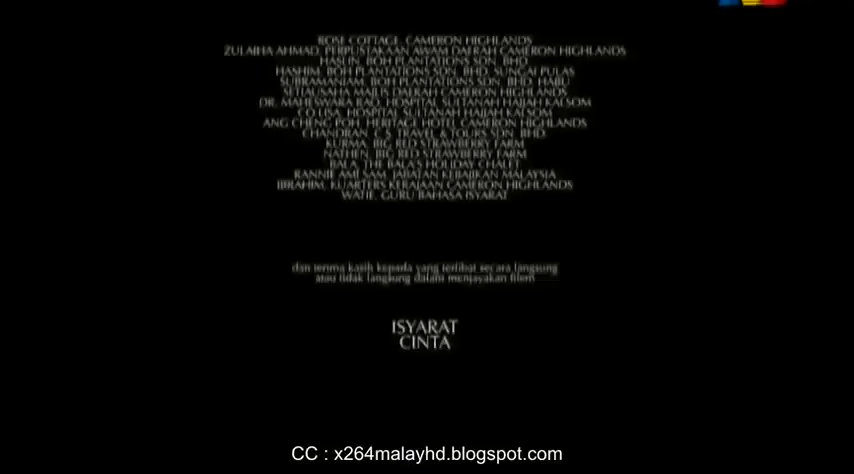 ROSE COTTAGE, CAMERON HIGHLANDS
ZULAIHA AHMAD, PERPUSTAKAAN AWAM DAERAH CAMERON HIGHLANDS
HASLIN, BOH PLANTATIONS SDN. BHD.
HASHIM, BOH PLANTATIONS SDN. BHD. SUNGAI PULAS
SUBRAMANIAM, BOH PLANTATIONS SDN. BHD. HABU
SETIAUSAHA MAJLIS DAERAH CAMERON HIGHLANDS
DR. MAHESWARA RAO, HOSPITAL SULTANAH HAJJAH KALSOM
CO LISA, HOSPITAL SULTANAH HAJJAH KALSOM
ANG CHENG POH, HERITAGE HOTEL CAMERON HIGHLANDS
CHANDRAN, C.S. TRAVEL & TOURS SDN. BHD.
KURMA, BIG RED STRAWBERRY FARM
NATHEN, BIG RED STRAWBERRY FARM
BALA, THE BALA'S HOLIDAY CHALET
RANNIE AMI SAM, JABATAN KEBAJIKAN MALAYSIA
IBRAHIM, KUARTERS KERAJAAN CAMERON HIGHLANDS
WATIE, GURU BAHASA ISYARAT
dan terima kasih kepada yang terlibat secara langsung
atau tidak langsung dalam menjayakan filem
ISYARAT
CINTA
CC : x264malayhd.blogspot.com